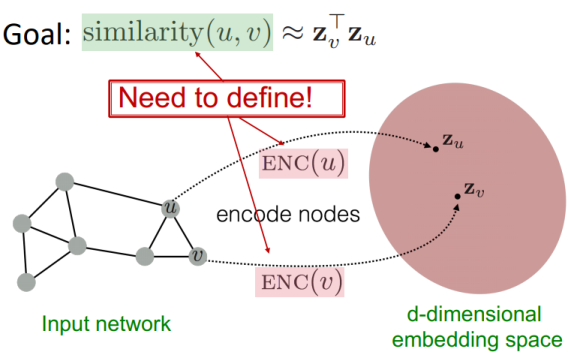 Goal: similarity(u, v) ≈ z_v^⊤ z_u
Need to define!
z_u
ENC(u)
z_v
u
encode nodes
v
ENC(v)
Input network
d-dimensional
embedding space